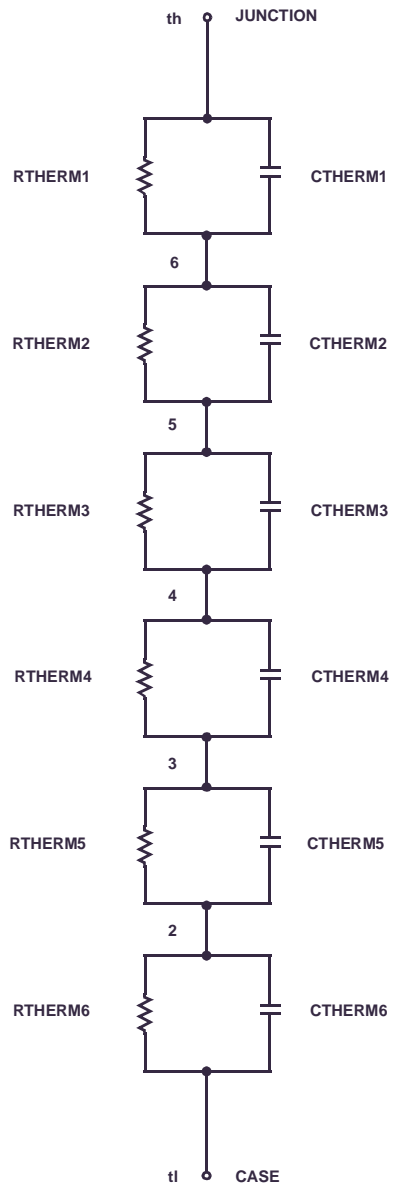 th JUNCTION
RTHERM1 CTHERM1
6
RTHERM2 CTHERM2
5
RTHERM3 CTHERM3
4
RTHERM4 CTHERM4
3
RTHERM5 CTHERM5
2
RTHERM6 CTHERM6
tl CASE